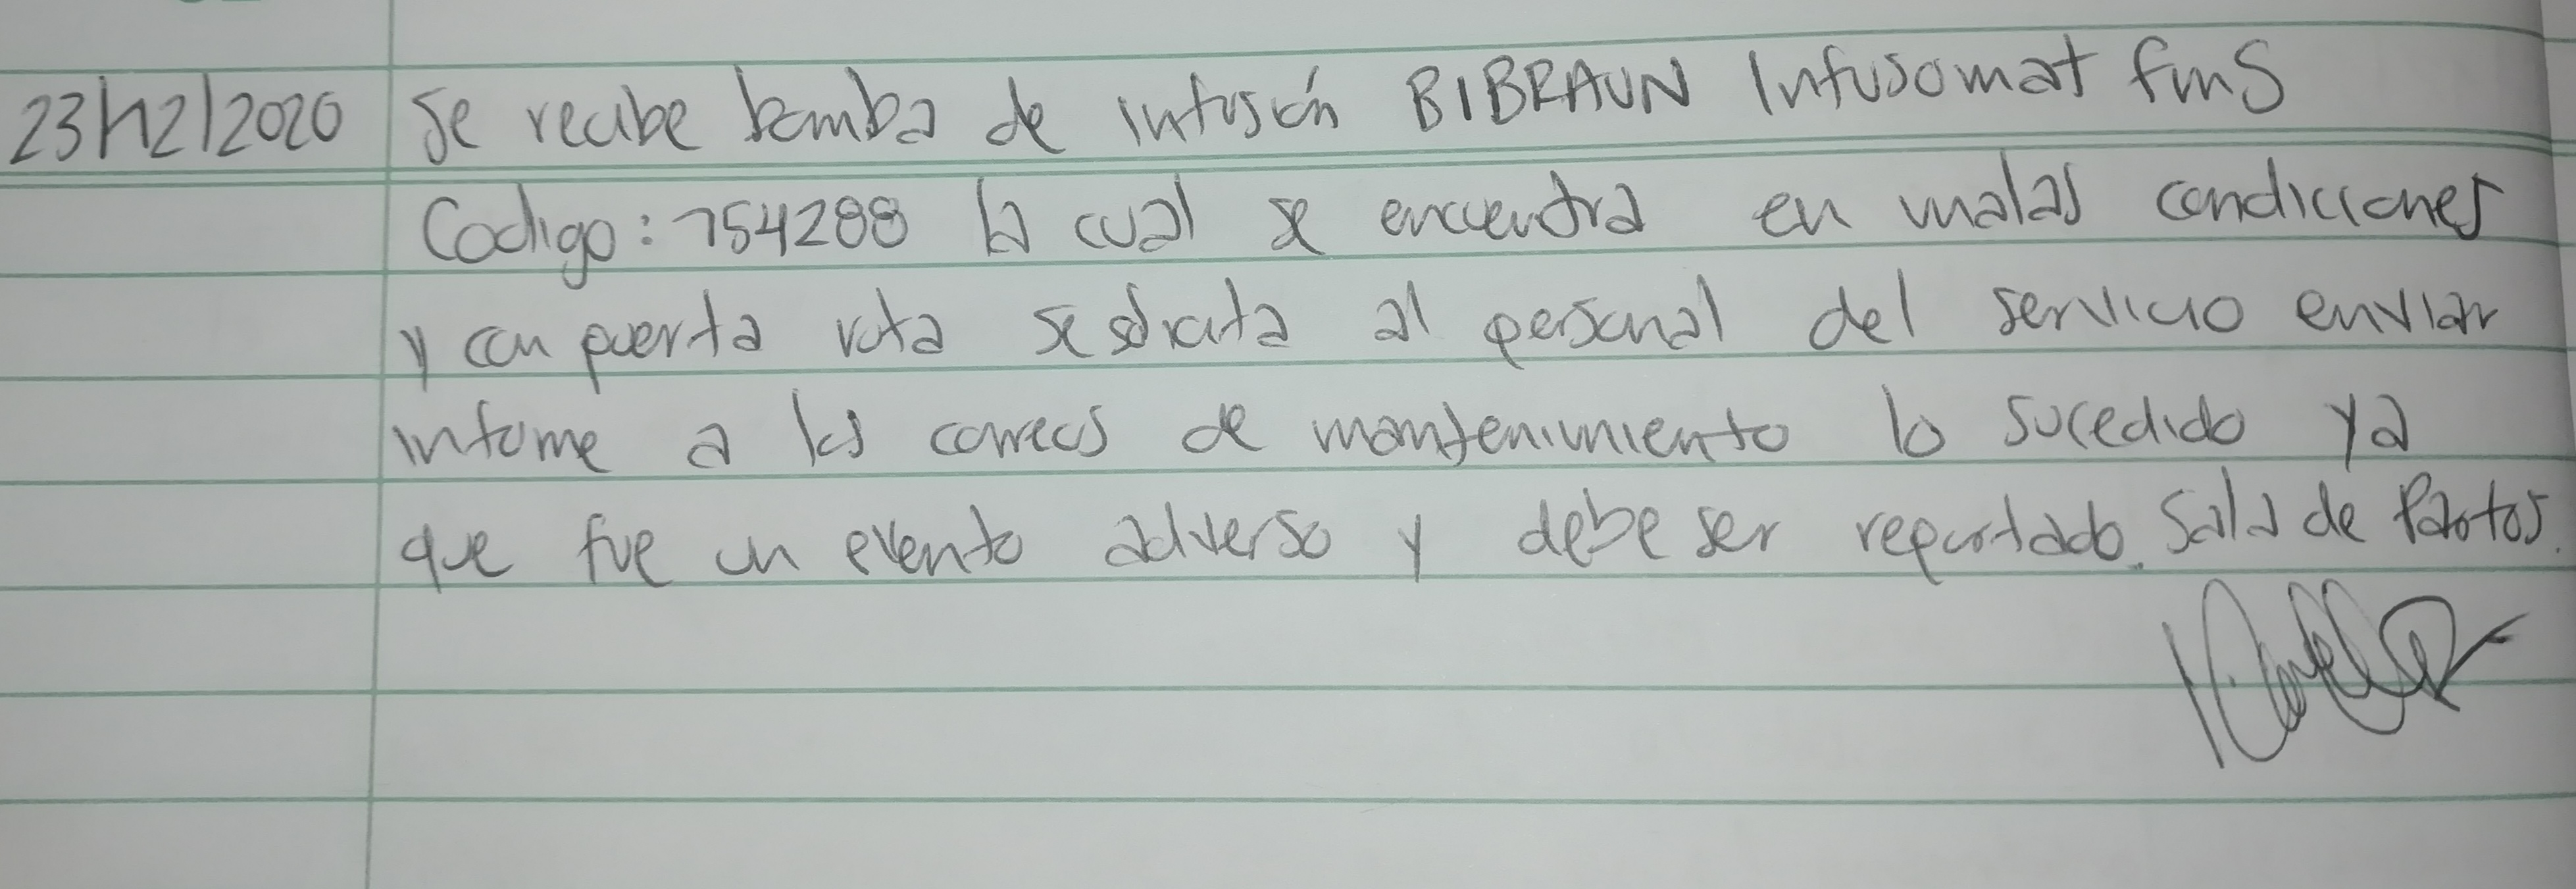 23/12/2020 Se recibe bomba de infusión BIBRAUN Infusomat fmS
Codigo: 754288 la cual se encuentra en malas condiciones
y con puerta rota se solicita al personal del servicio enviar
informe a los correos de mantenimiento lo sucedido ya
que fue un evento adverso y debe ser reportado. Sala de Partos.